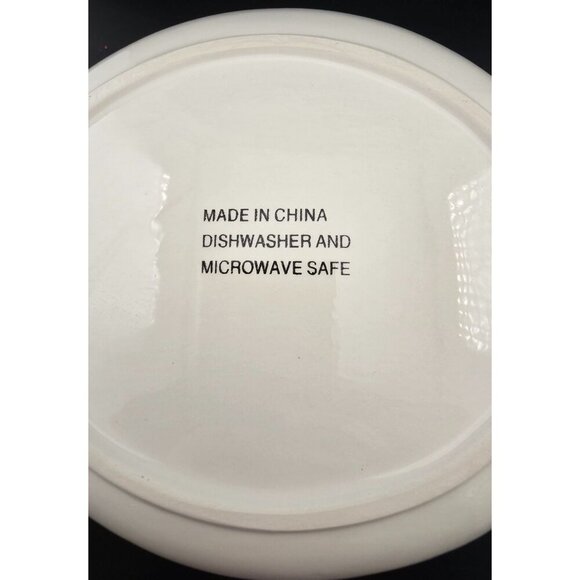 MADE IN CHINA
DISHWASHER AND
MICROWAVE SAFE